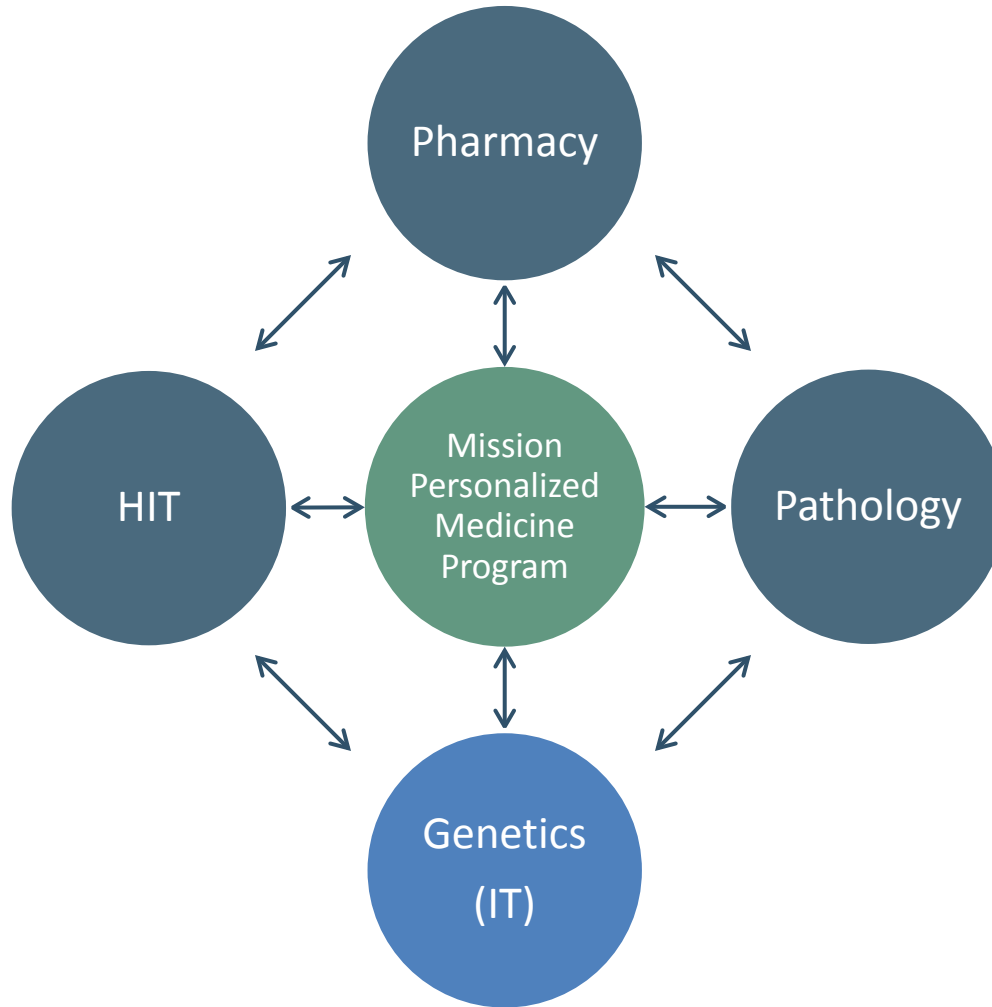 Pharmacy
HIT
Mission
Personalized
Medicine
Program
Pathology
Genetics
(IT)